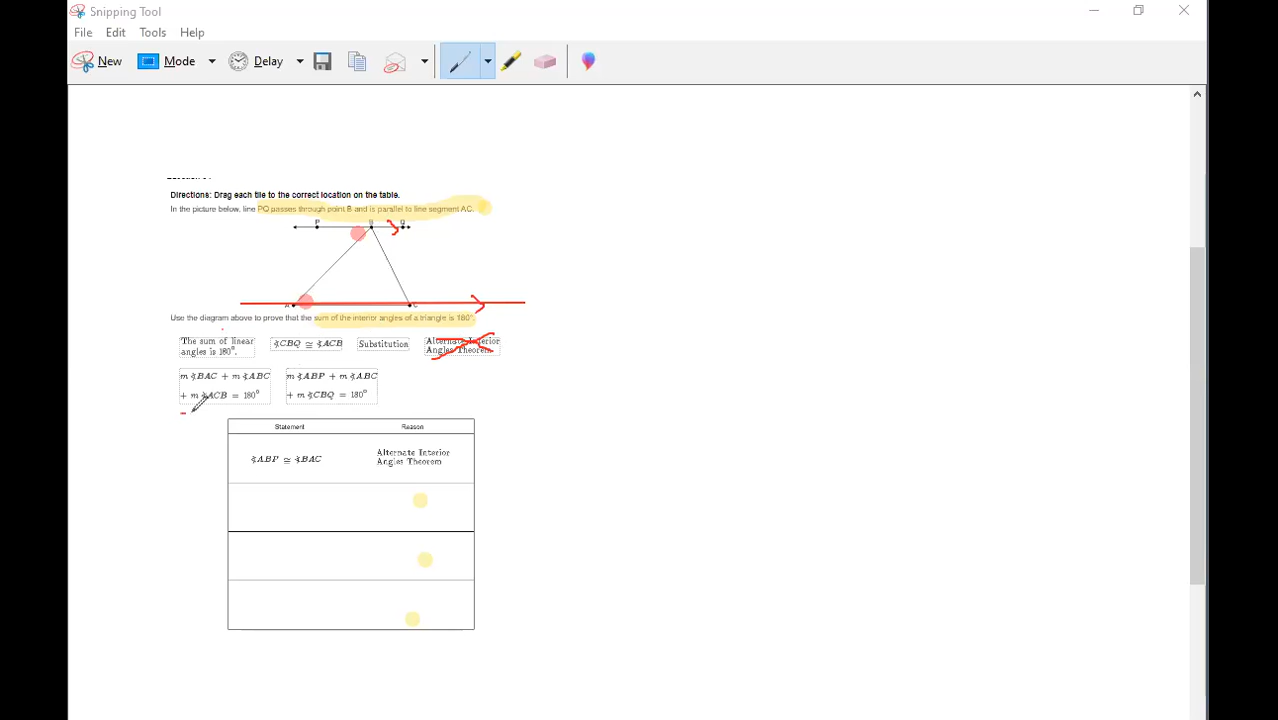 Snipping Tool
File Edit Tools Help
New Mode Delay
Directions: Drag each tile to the correct location on the table.
In the picture below, line PQ passes through point B and is parallel to line segment AC.
P B Q
A C
Use the diagram above to prove that the sum of the interior angles of a triangle is 180°.
The sum of linear
angles is 180°.
∡CBQ ≅ ∡ACB
Substitution
Alternate Interior
Angles Theorem
m ∡BAC + m ∡ABC
+ m ∡ACB = 180°
m ∡ABP + m ∡ABC
+ m ∡CBQ = 180°
Statement Reason
∡ABP ≅ ∡BAC
Alternate Interior
Angles Theorem